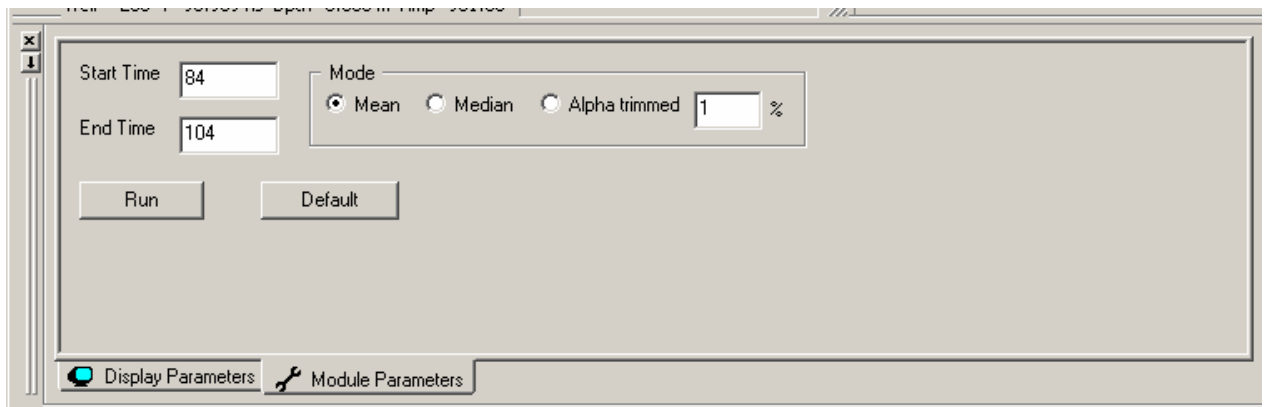 Start Time 84
Mode
Mean Median Alpha trimmed 1 %
End Time 104
Run Default
Display Parameters Module Parameters